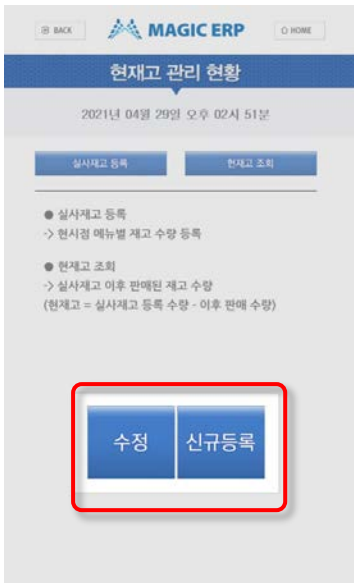 BACK
MAGIC ERP
HOME
현재고 관리 현황
2021년 04월 29일 오후 02시 51분
실사재고 등록
현재고 조회
● 실사재고 등록
-> 현시점 메뉴별 재고 수량 등록
● 현재고 조회
-> 실사재고 이후 판매된 재고 수량
(현재고 = 실사재고 등록 수량 - 이후 판매 수량)
수정
신규등록